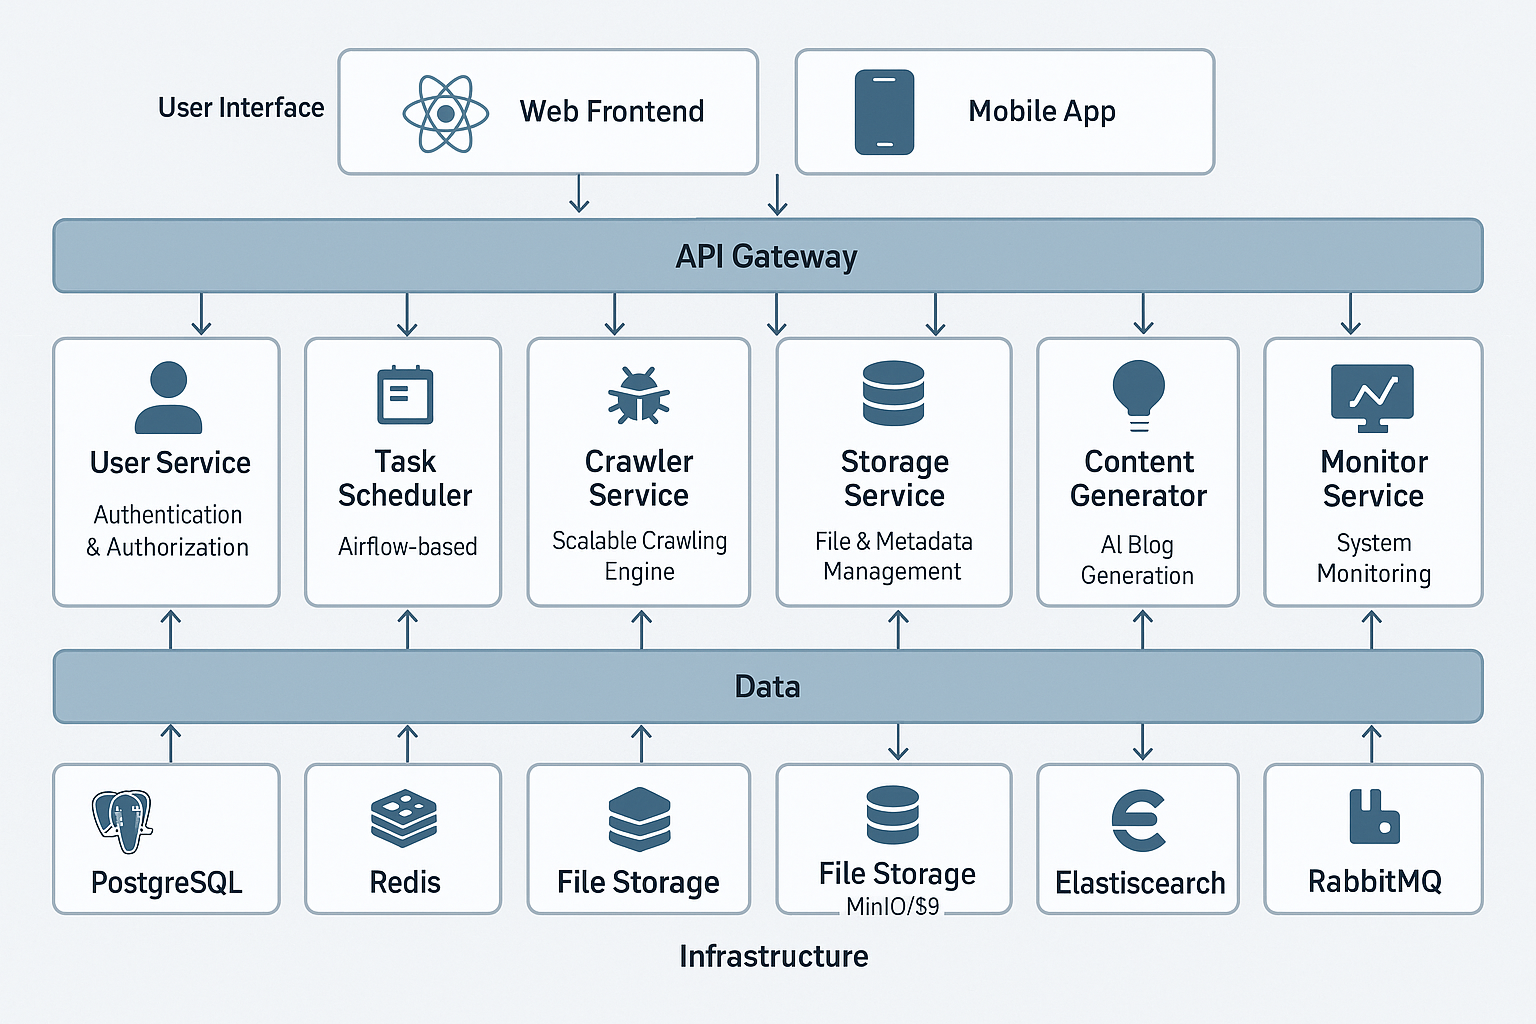 User Interface
Web Frontend
Mobile App
API Gateway
User Service
Authentication
& Authorization
Task
Scheduler
Airflow-based
Crawler
Service
Scalable Crawling
Engine
Storage
Service
File & Metadata
Management
Content
Generator
AI Blog
Generation
Monitor
Service
System
Monitoring
Data
PostgreSQL
Redis
File Storage
File Storage
MinIO/$9
Elastiscearch
RabbitMQ
Infrastructure